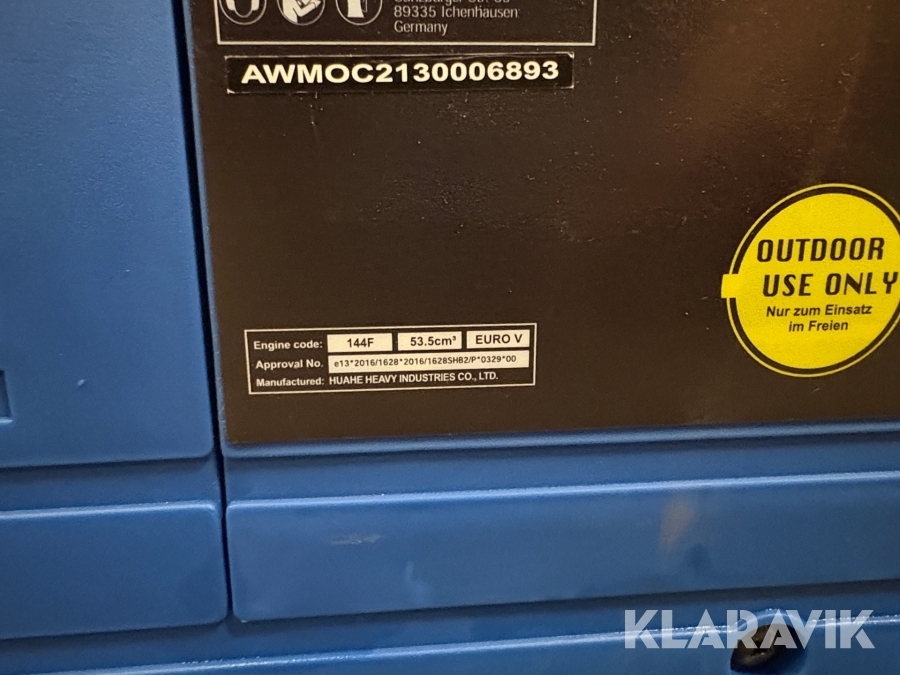 89335 Ichenhausen
Germany
AWMOC2130006893
OUTDOOR
USE ONLY
Nur zum Einsatz
im Freien
Engine code: 144F 53.5cm³ EURO V
Approval No. e13*2016/1628*2016/1628SHB2/P*0329*00
Manufactured: HUAHE HEAVY INDUSTRIES CO., LTD.
KLARAVIK